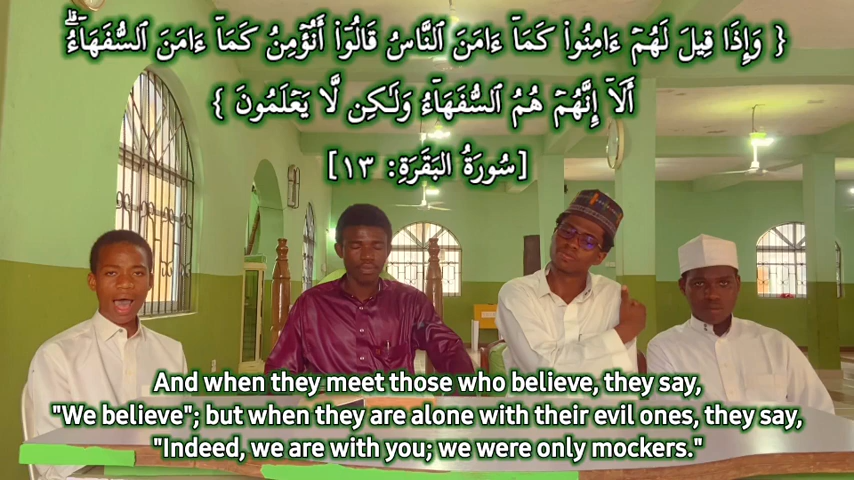 { وَإِذَا قِيلَ لَهُمۡ ءَامِنُواْ كَمَآ ءَامَنَ ٱلنَّاسُ قَالُوٓاْ أَنُؤۡمِنُ كَمَآ ءَامَنَ ٱلسُّفَهَآءُۗ
أَلَآ إِنَّهُمۡ هُمُ ٱلسُّفَهَآءُ وَلَٰكِن لَّا يَعۡلَمُونَ }
[سُورَةُ البَقَرَةِ: ١٣]
And when they meet those who believe, they say,
"We believe"; but when they are alone with their evil ones, they say,
"Indeed, we are with you; we were only mockers."